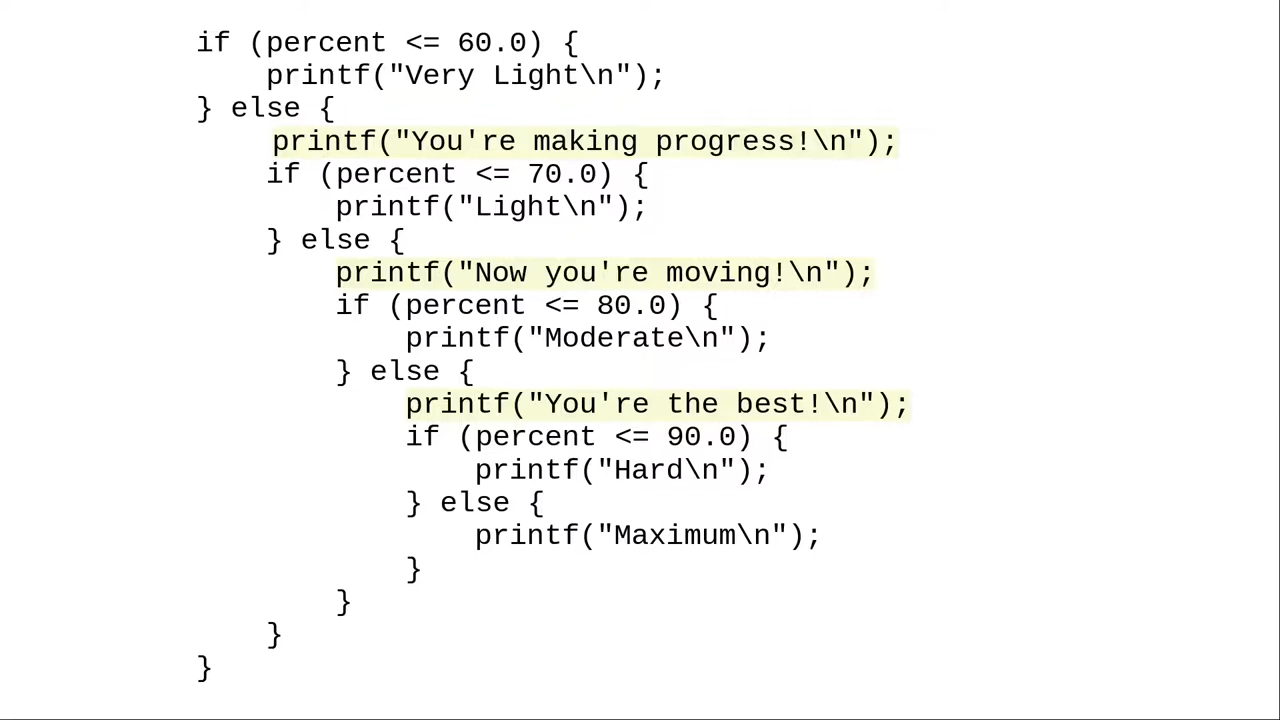 if (percent <= 60.0) {
    printf("Very Light\n");
} else {
    printf("You're making progress!\n");
    if (percent <= 70.0) {
        printf("Light\n");
    } else {
        printf("Now you're moving!\n");
        if (percent <= 80.0) {
            printf("Moderate\n");
        } else {
            printf("You're the best!\n");
            if (percent <= 90.0) {
                printf("Hard\n");
            } else {
                printf("Maximum\n");
            }
        }
    }
}